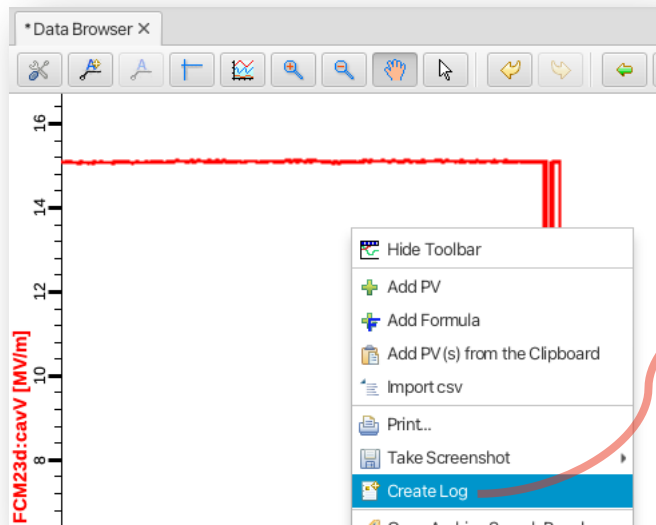 *Data Browser
16
14
12
10
8
FCM23d:cavV [MV/m]
Hide Toolbar
Add PV
Add Formula
Add PV(s) from the Clipboard
Import csv
Print...
Take Screenshot
Create Log